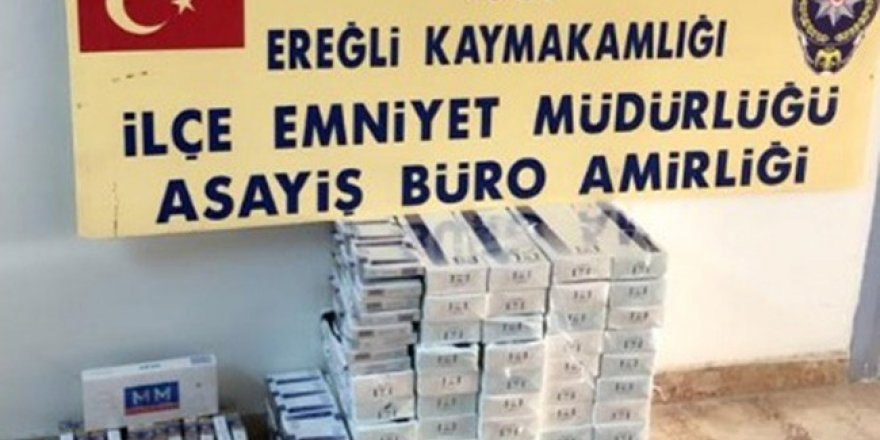 EREĞLİ KAYMAKAMLIĞI
İLÇE EMNİYET MÜDÜRLÜĞÜ
ASAYİŞ BÜRO AMİRLİĞİ
MM